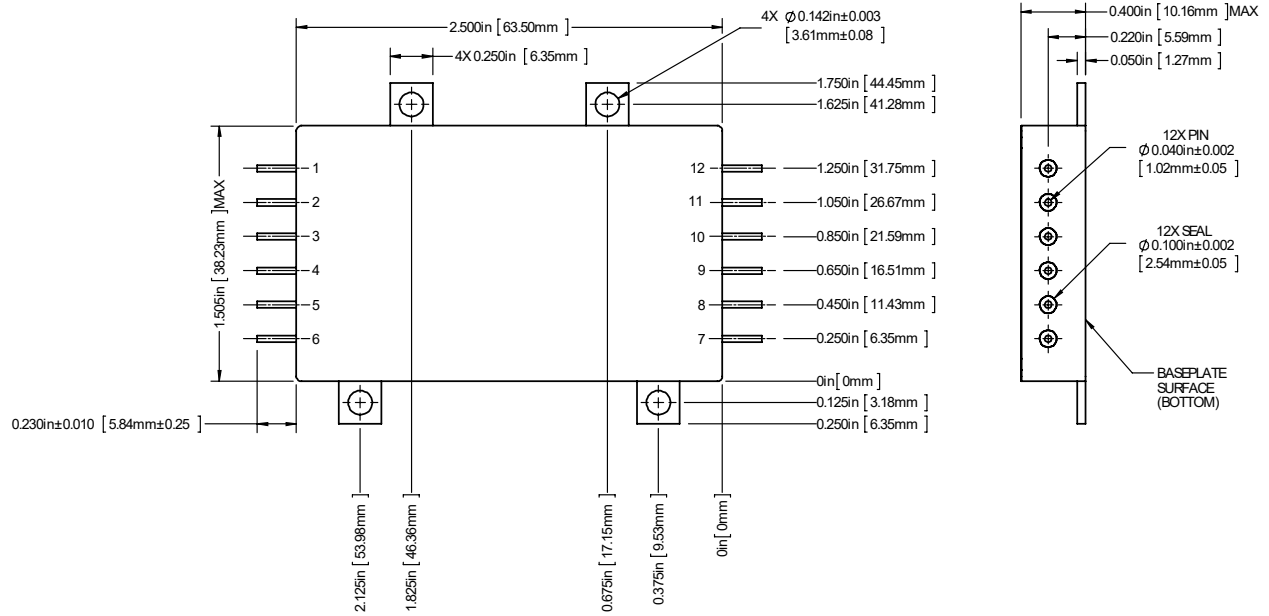 2.500in [ 63.50mm ]
4X 0.250in [ 6.35mm ]
4X Ø 0.142in±0.003
[ 3.61mm±0.08 ]
1.750in [ 44.45mm ]
1.625in [ 41.28mm ]
1.505in [ 38.23mm ] MAX
1
2
3
4
5
6
12
11
10
9
8
7
1.250in [ 31.75mm ]
1.050in [ 26.67mm ]
0.850in [ 21.59mm ]
0.650in [ 16.51mm ]
0.450in [ 11.43mm ]
0.250in [ 6.35mm ]
0in [ 0mm ]
0.125in [ 3.18mm ]
0.250in [ 6.35mm ]
0.230in±0.010 [ 5.84mm±0.25 ]
2.125in [ 53.98mm ]
1.825in [ 46.36mm ]
0.675in [ 17.15mm ]
0.375in [ 9.53mm ]
0in [ 0mm ]
0.400in [ 10.16mm ] MAX
0.220in [ 5.59mm ]
0.050in [ 1.27mm ]
12X PIN
Ø 0.040in±0.002
[ 1.02mm±0.05 ]
12X SEAL
Ø 0.100in±0.002
[ 2.54mm±0.05 ]
BASEPLATE
SURFACE
(BOTTOM)